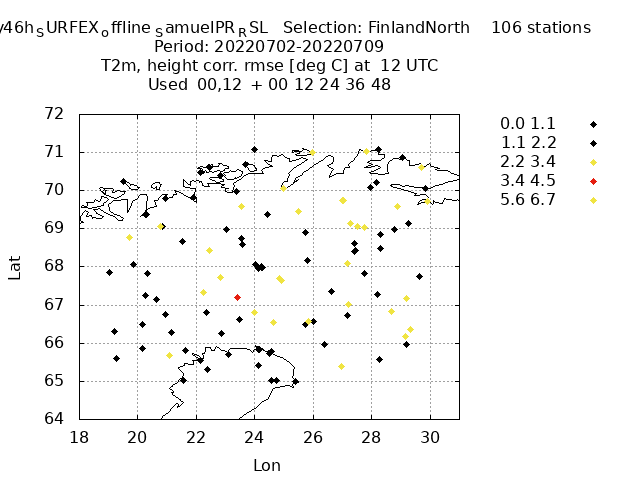 y46h_SURFEX_offline_SamuelPR_RSL Selection: FinlandNorth 106 stations
Period: 20220702-20220709
T2m, height corr. rmse [deg C] at 12 UTC
Used 00,12 + 00 12 24 36 48
72
71
70
69
68
67
66
65
64
Lat
18 20 22 24 26 28 30
Lon
0.0 1.1
1.1 2.2
2.2 3.4
3.4 4.5
5.6 6.7